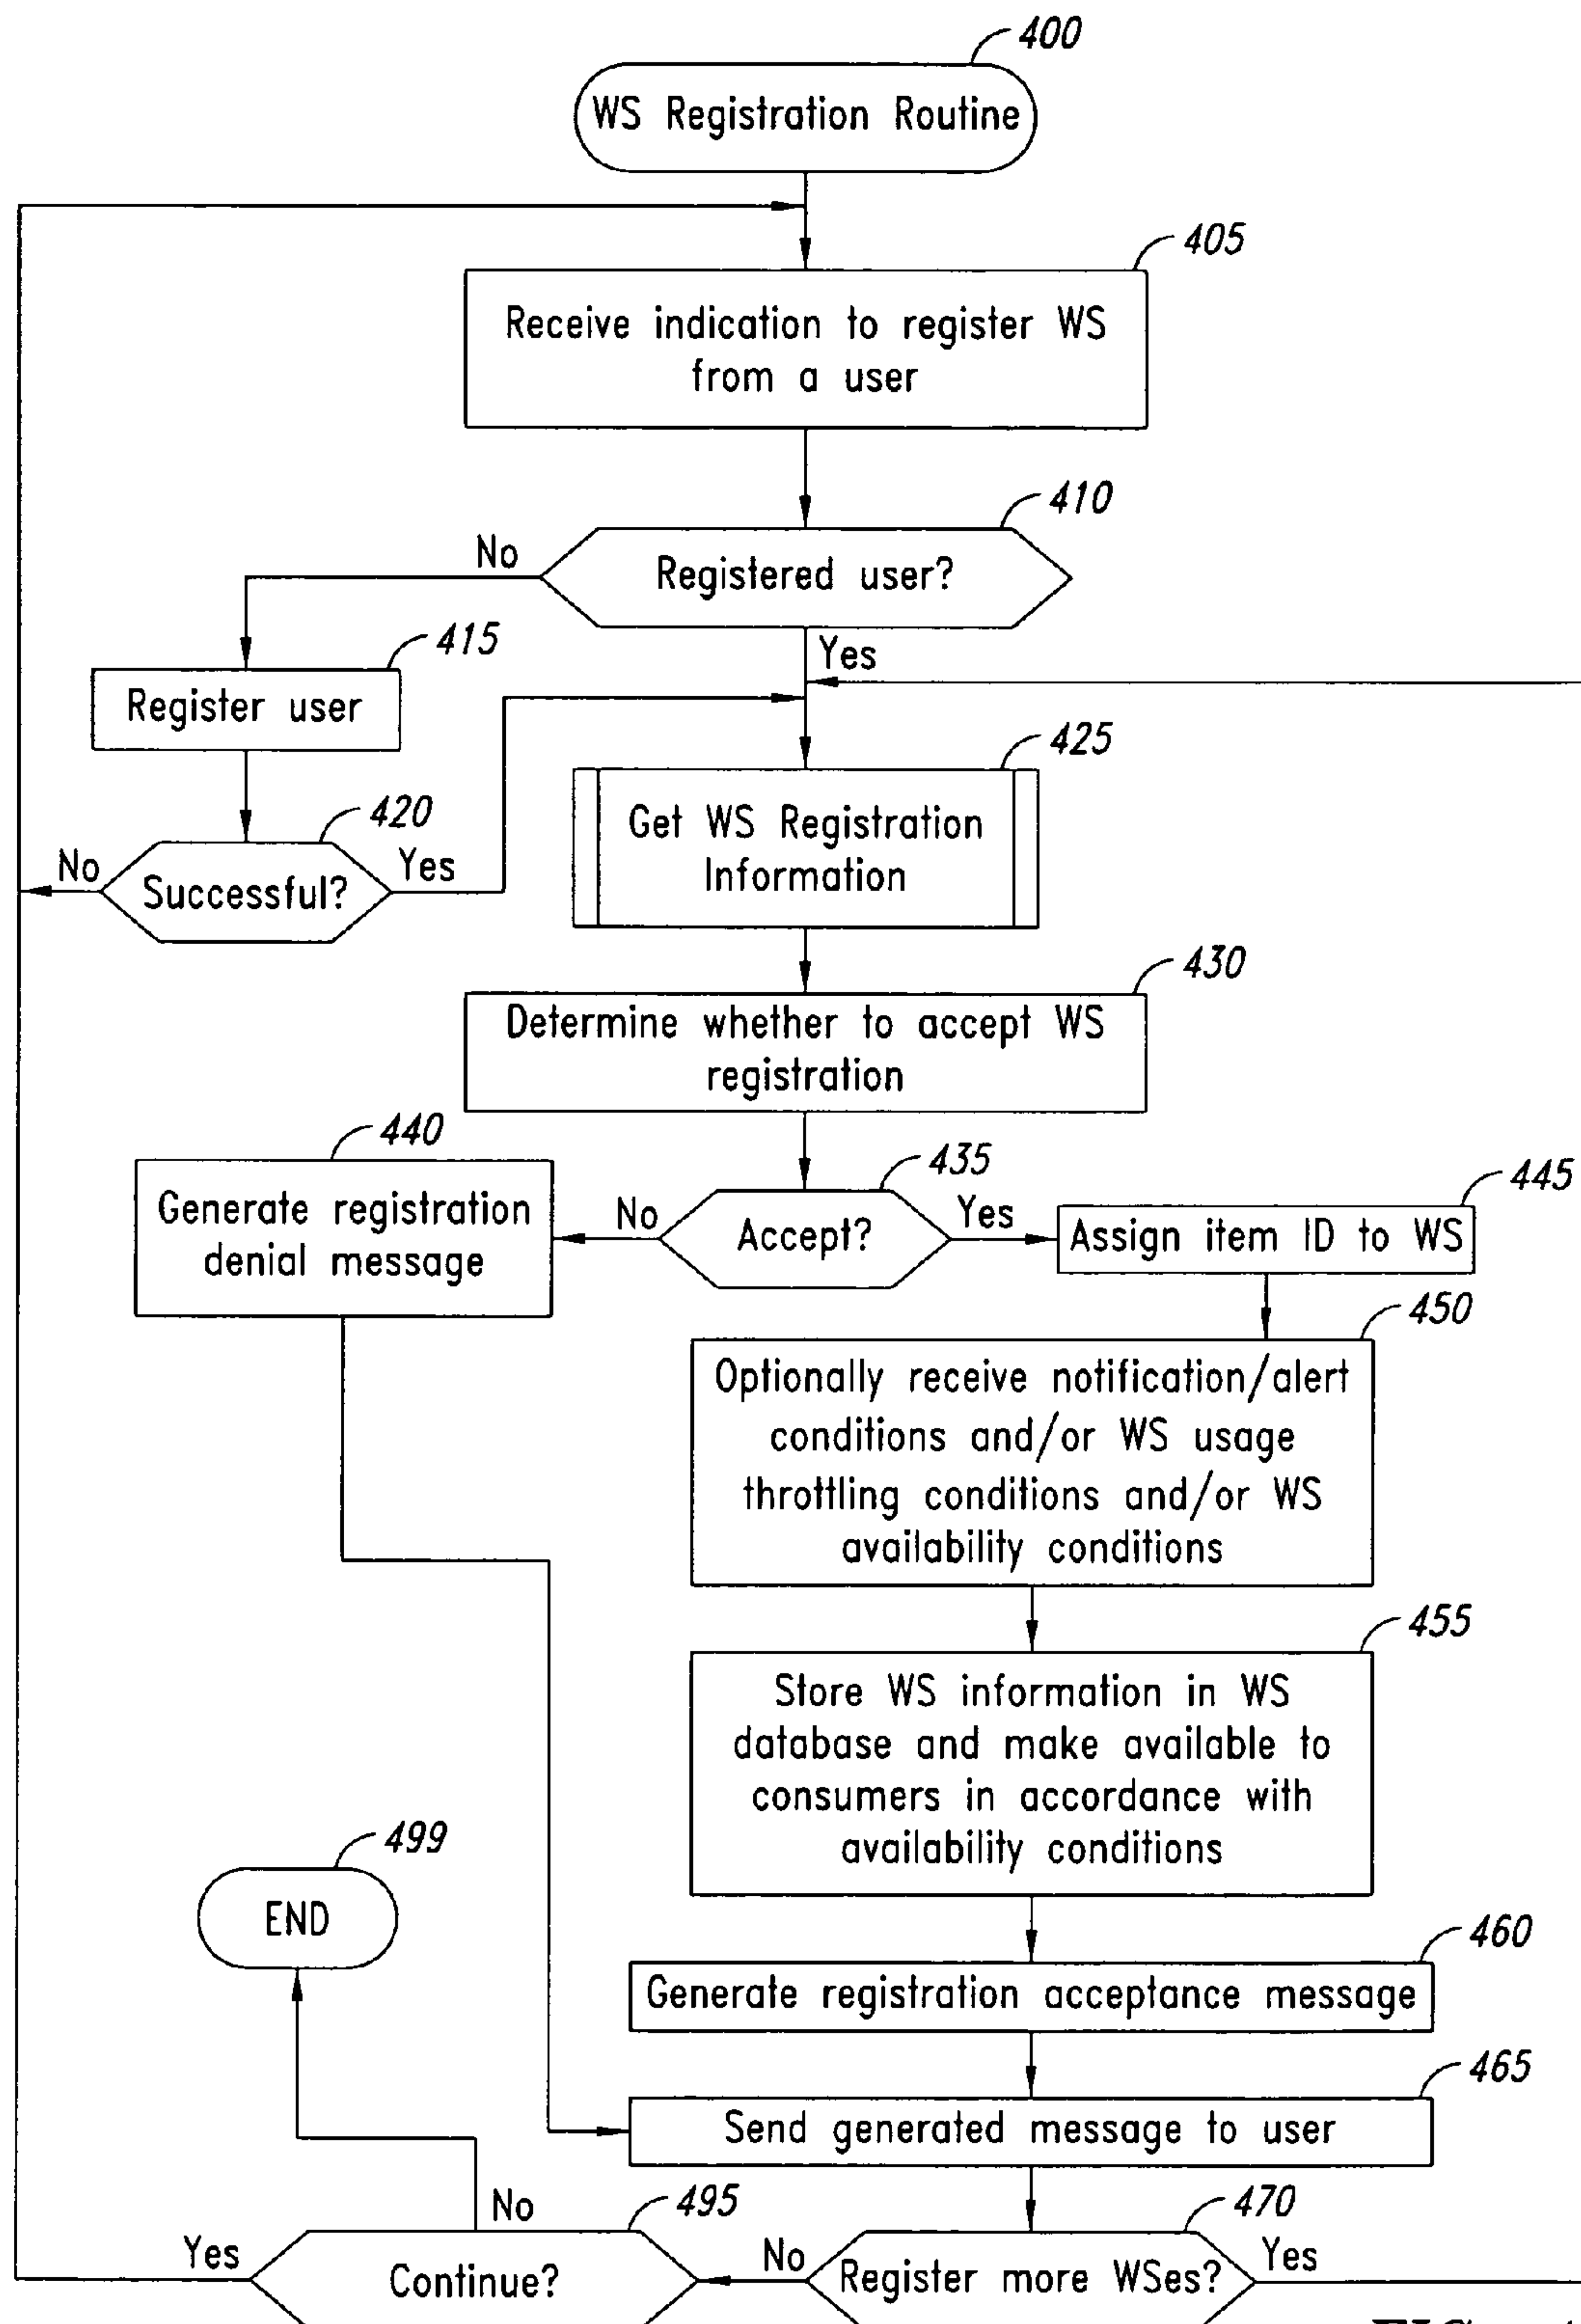 400
WS Registration Routine
405
Receive indication to register WS
from a user
410
No
Registered user?
415
Yes
Register user
425
420
Get WS Registration
Information
No
Successful?
Yes
430
Determine whether to accept WS
registration
440
435
445
Generate registration
denial message
No
Accept?
Yes
Assign item ID to WS
450
Optionally receive notification/alert
conditions and/or WS usage
throttling conditions and/or WS
availability conditions
455
Store WS information in WS
database and make available to
consumers in accordance with
availability conditions
499
END
460
Generate registration acceptance message
465
Send generated message to user
No
495
470
Yes
Continue?
No
Register more WSes?
Yes